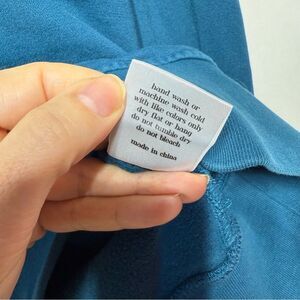 hand wash or
machine wash cold
with like colors only
dry flat or hang
do not tumble dry
do not bleach
made in china